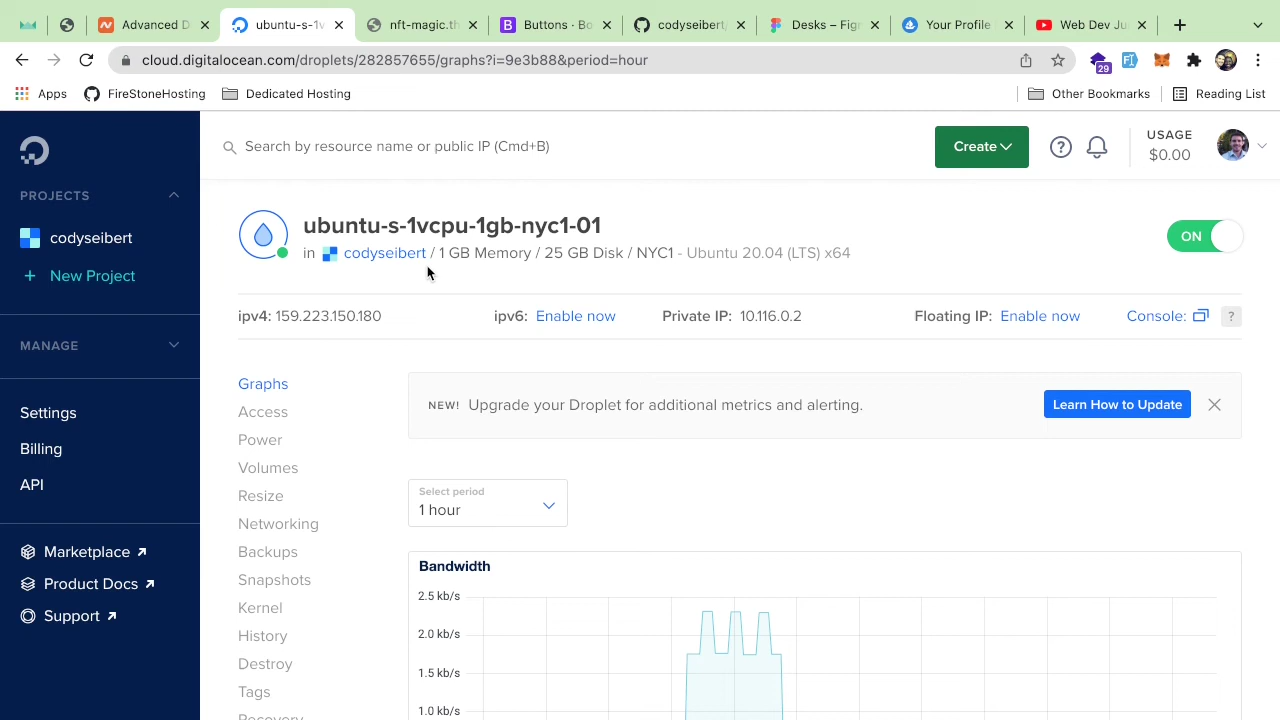 Advanced D
ubuntu-s-1v
nft-magic.th
Buttons · Bo
codyseibert/
Desks – Figm
Your Profile
Web Dev Ju
cloud.digitalocean.com/droplets/282857655/graphs?i=9e3b88&period=hour
29
Apps
FireStoneHosting
Dedicated Hosting
Other Bookmarks
Reading List
Search by resource name or public IP (Cmd+B)
Create
?
USAGE
$0.00
PROJECTS
codyseibert
+ New Project
MANAGE
Settings
Billing
API
Marketplace
Product Docs
Support
ubuntu-s-1vcpu-1gb-nyc1-01
in codyseibert / 1 GB Memory / 25 GB Disk / NYC1 - Ubuntu 20.04 (LTS) x64
ON
ipv4: 159.223.150.180
ipv6: Enable now
Private IP: 10.116.0.2
Floating IP: Enable now
Console: ?
Graphs
Access
Power
Volumes
Resize
Networking
Backups
Snapshots
Kernel
History
Destroy
Tags
Recovery
NEW! Upgrade your Droplet for additional metrics and alerting.
Learn How to Update
Select period
1 hour
Bandwidth
2.5 kb/s
2.0 kb/s
1.5 kb/s
1.0 kb/s